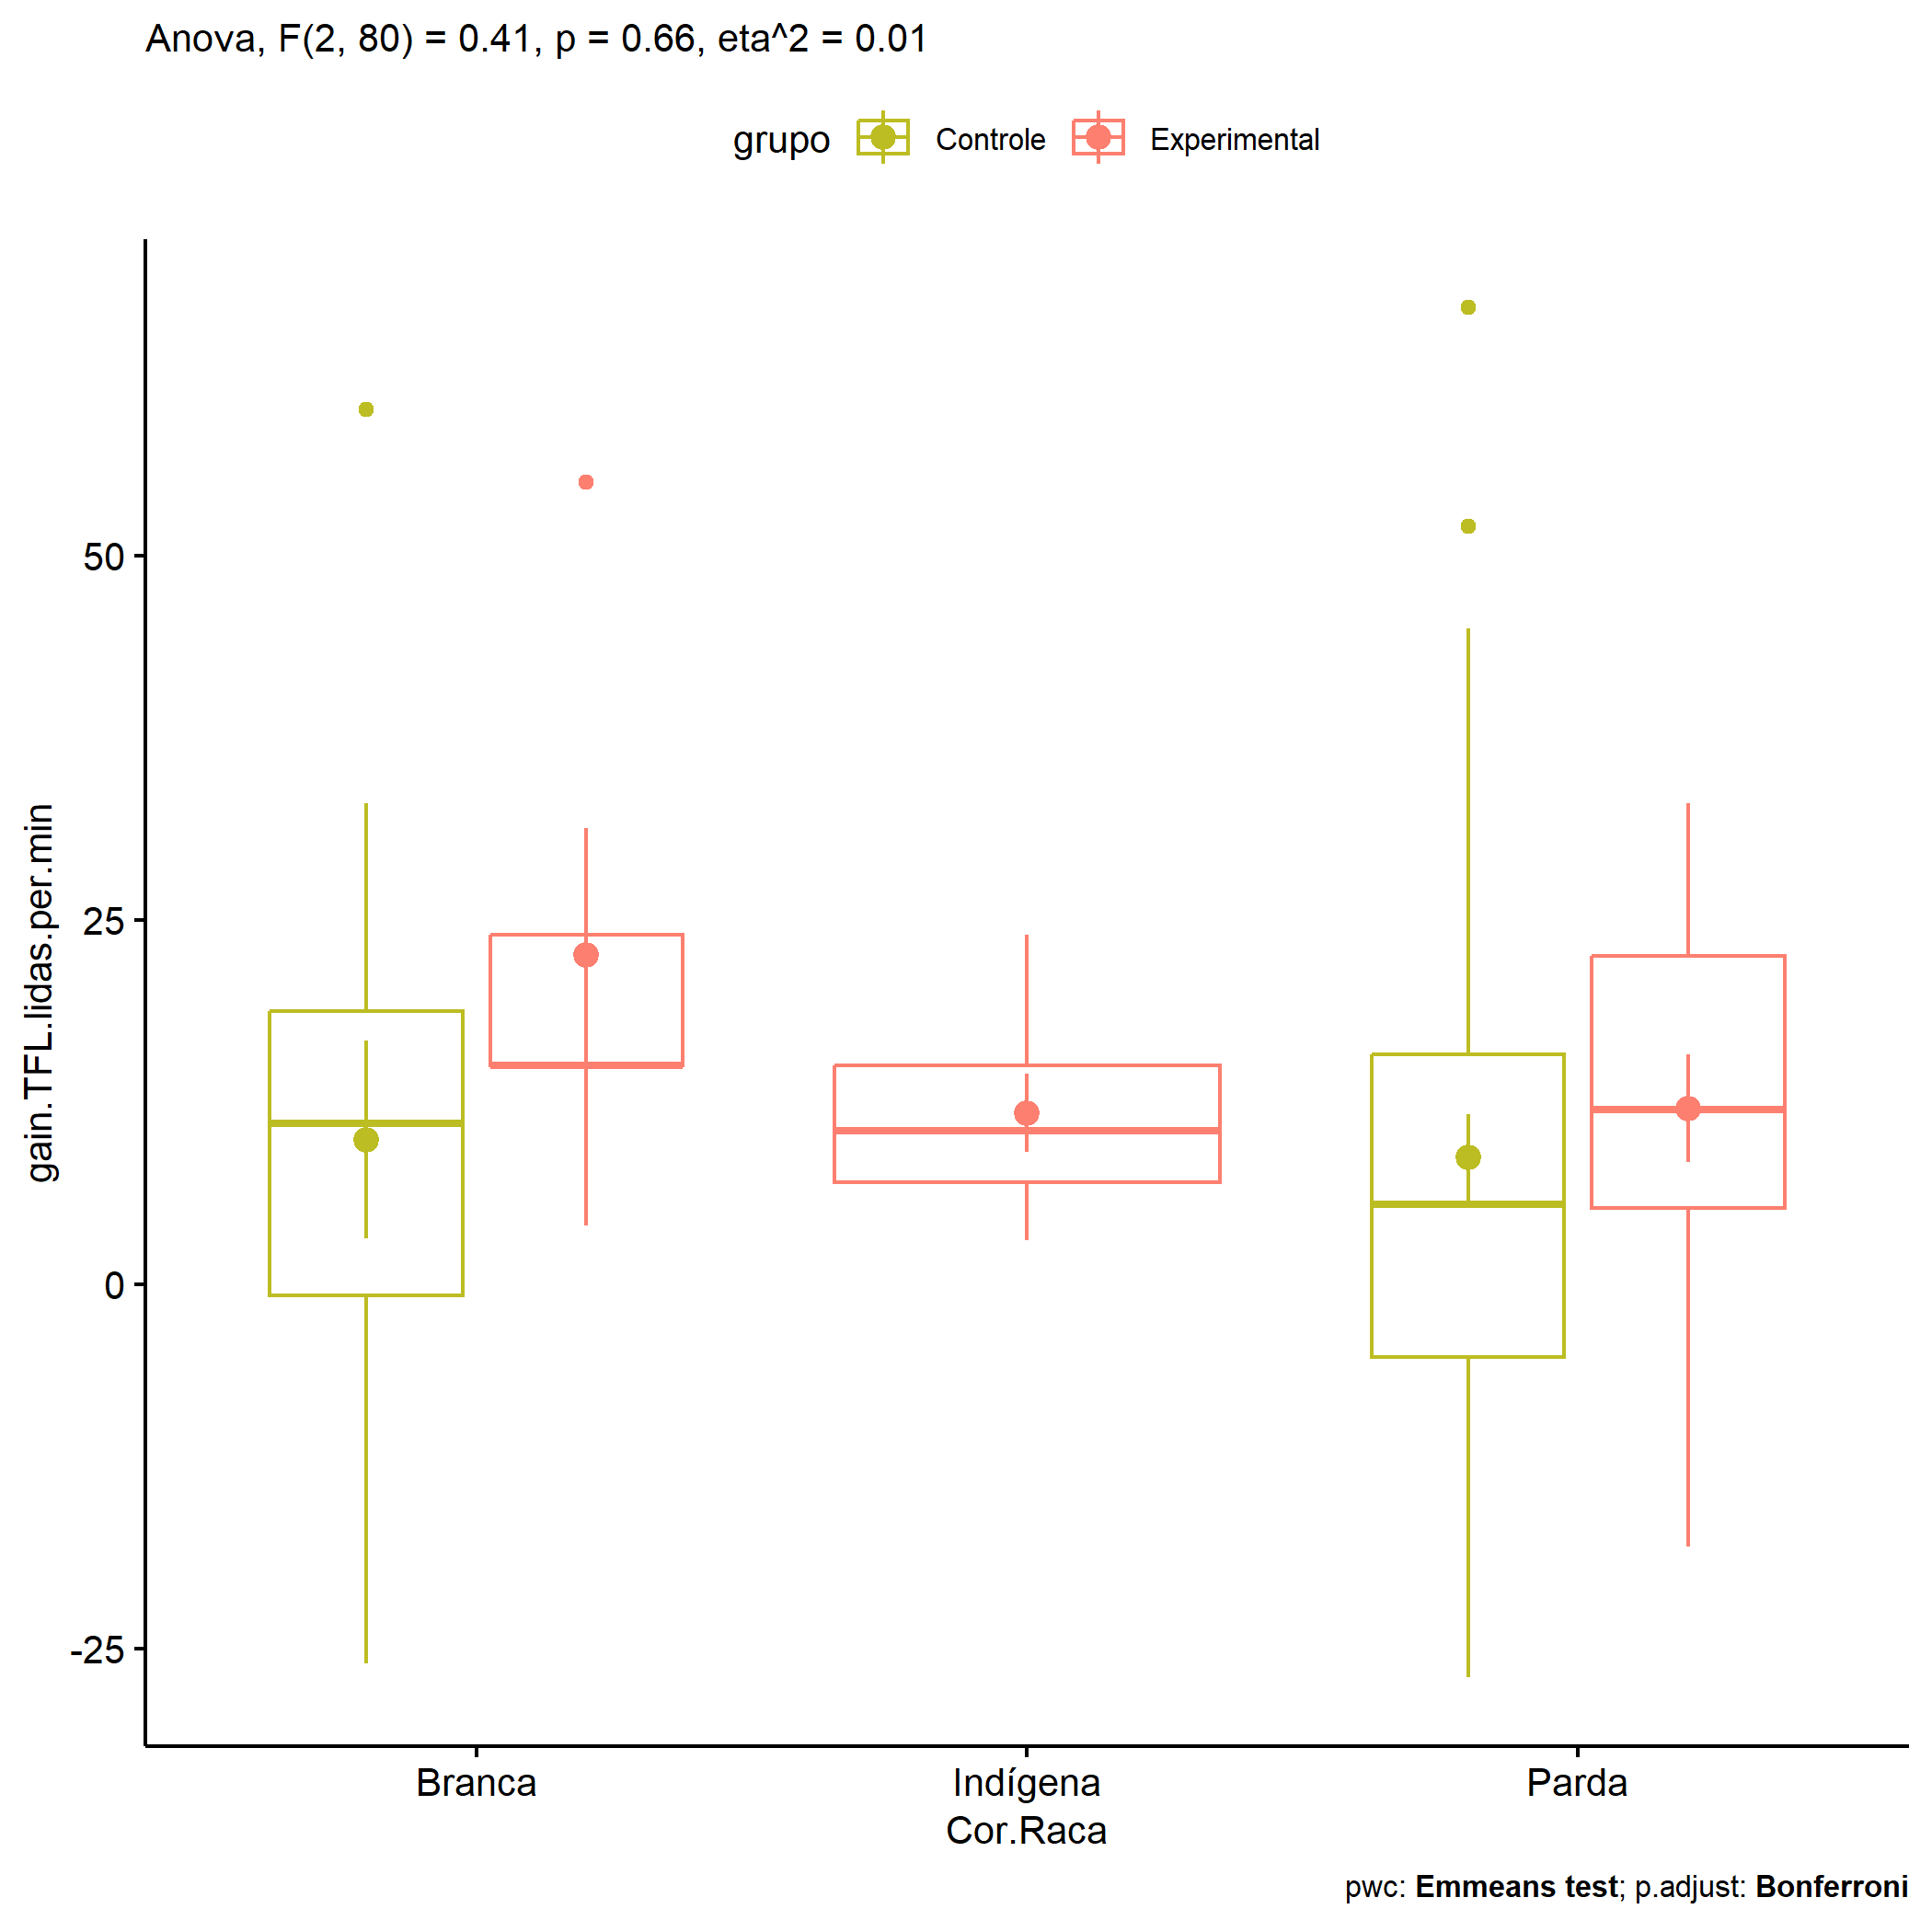 Anova, F(2, 80) = 0.41, p = 0.66, eta^2 = 0.01
grupo Controle Experimental
gain.TFL.lidas.per.min
50
25
0
-25
Branca Indígena Parda
Cor.Raca
pwc: Emmeans test; p.adjust: Bonferroni